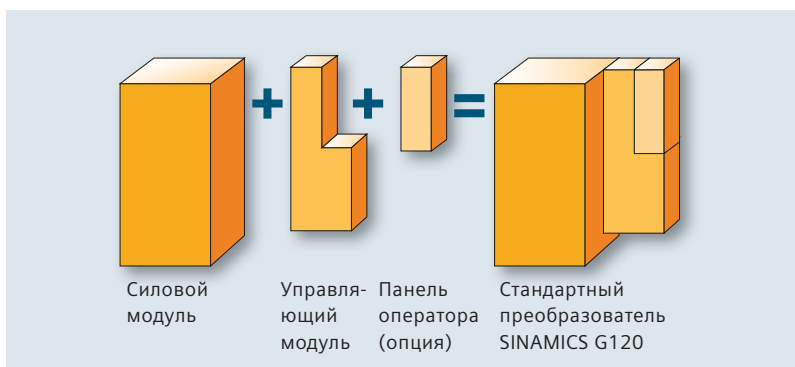 + + =
Силовой
модуль
Управля-
ющий
модуль
Панель
оператора
(опция)
Стандартный
преобразователь
SINAMICS G120